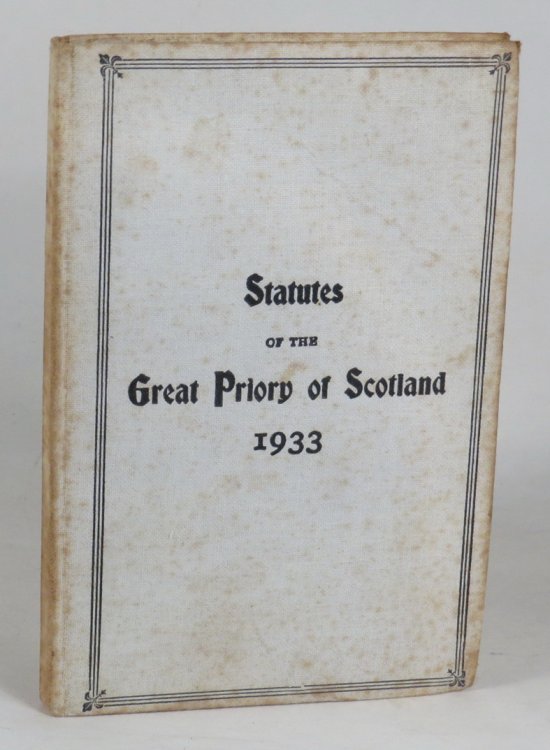 Statutes
OF THE
Great Priory of Scotland
1933